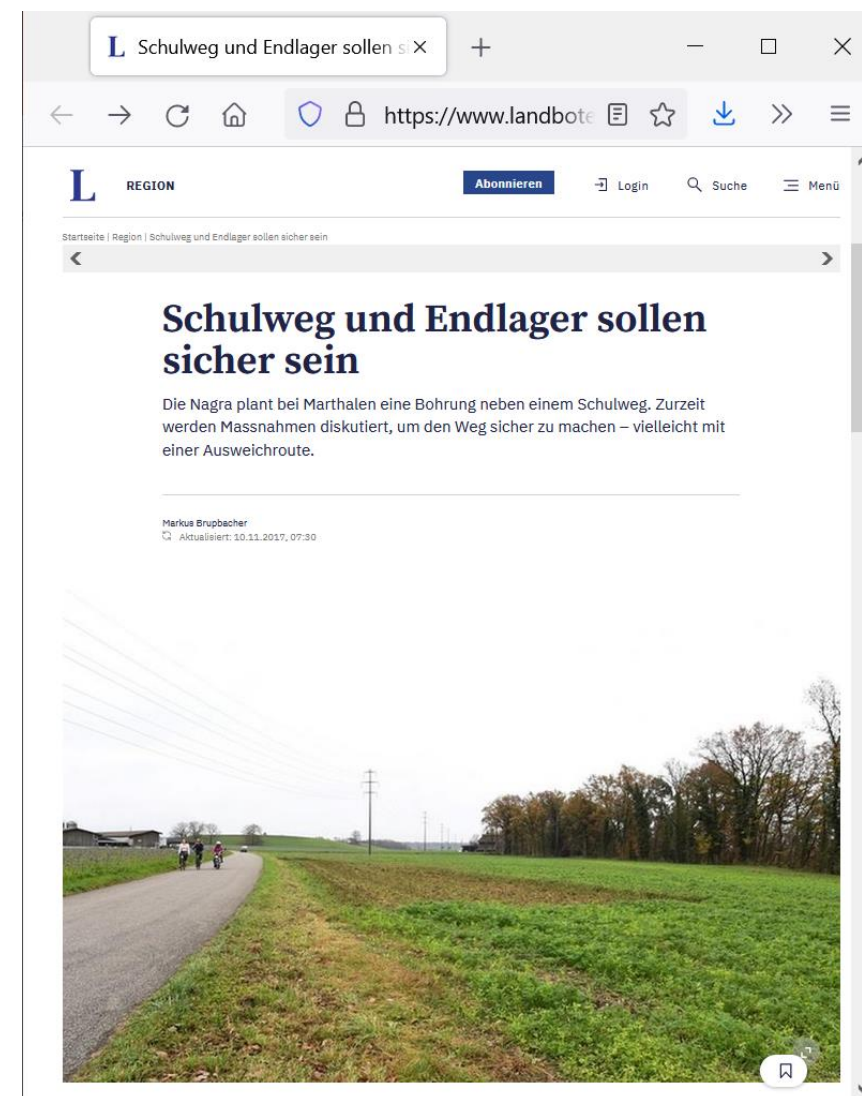 L Schulweg und Endlager sollen s
https://www.landbote
L REGION Abonnieren Login Suche Menü
Startseite | Region | Schulweg und Endlager sollen sicher sein
Schulweg und Endlager sollen
sicher sein
Die Nagra plant bei Marthalen eine Bohrung neben einem Schulweg. Zurzeit
werden Massnahmen diskutiert, um den Weg sicher zu machen – vielleicht mit
einer Ausweichroute.
Markus Brupbacher
Aktualisiert: 10.11.2017, 07:30